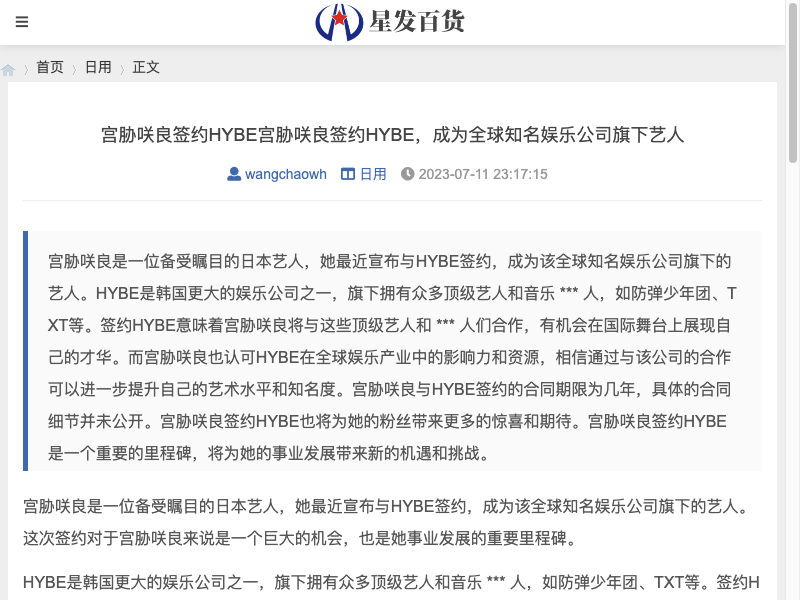 星发百货
首页 日用 正文
宫胁咲良签约HYBE宫胁咲良签约HYBE，成为全球知名娱乐公司旗下艺人
wangchaowh 日用 2023-07-11 23:17:15
宫胁咲良是一位备受瞩目的日本艺人，她最近宣布与HYBE签约，成为该全球知名娱乐公司旗下的
艺人。HYBE是韩国更大的娱乐公司之一，旗下拥有众多顶级艺人和音乐 *** 人，如防弹少年团、T
XT等。签约HYBE意味着宫胁咲良将与这些顶级艺人和 *** 人们合作，有机会在国际舞台上展现自
己的才华。而宫胁咲良也认可HYBE在全球娱乐产业中的影响力和资源，相信通过与该公司的合作
可以进一步提升自己的艺术水平和知名度。宫胁咲良与HYBE签约的合同期限为几年，具体的合同
细节并未公开。宫胁咲良签约HYBE也将为她的粉丝带来更多的惊喜和期待。宫胁咲良签约HYBE
是一个重要的里程碑，将为她的事业发展带来新的机遇和挑战。
宫胁咲良是一位备受瞩目的日本艺人，她最近宣布与HYBE签约，成为该全球知名娱乐公司旗下的艺人。
这次签约对于宫胁咲良来说是一个巨大的机会，也是她事业发展的重要里程碑。
HYBE是韩国更大的娱乐公司之一，旗下拥有众多顶级艺人和音乐 *** 人，如防弹少年团、TXT等。签约H